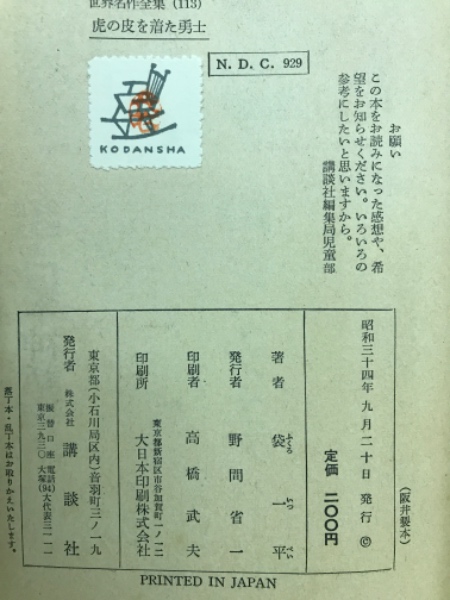 世界名作全集 (113)
虎の皮を着た勇士
N. D. C. 929
KODANSHA
お願い
この本をお読みになった感想や、希
望をお知らせください。いろいろの
参考にしたいと思いますから。
講談社編集局児童部
昭和三十四年 九月二十日 発行 ©
(阪井製本)
定価 二〇〇円
著者 袋一平
ふくろ いっ ぺい
発行者 野間省一
印刷者 高橋武夫
東京都新宿区市谷加賀町一ノ一二
印刷所 大日本印刷株式会社
東京都(小石川局区内)音羽町三ノ一九
発行者 株式会社 講談社
振替口座 東京三九三〇
電話 大塚(94)大代表三一一一
落丁本・乱丁本はお取りかえいたします。
PRINTED IN JAPAN